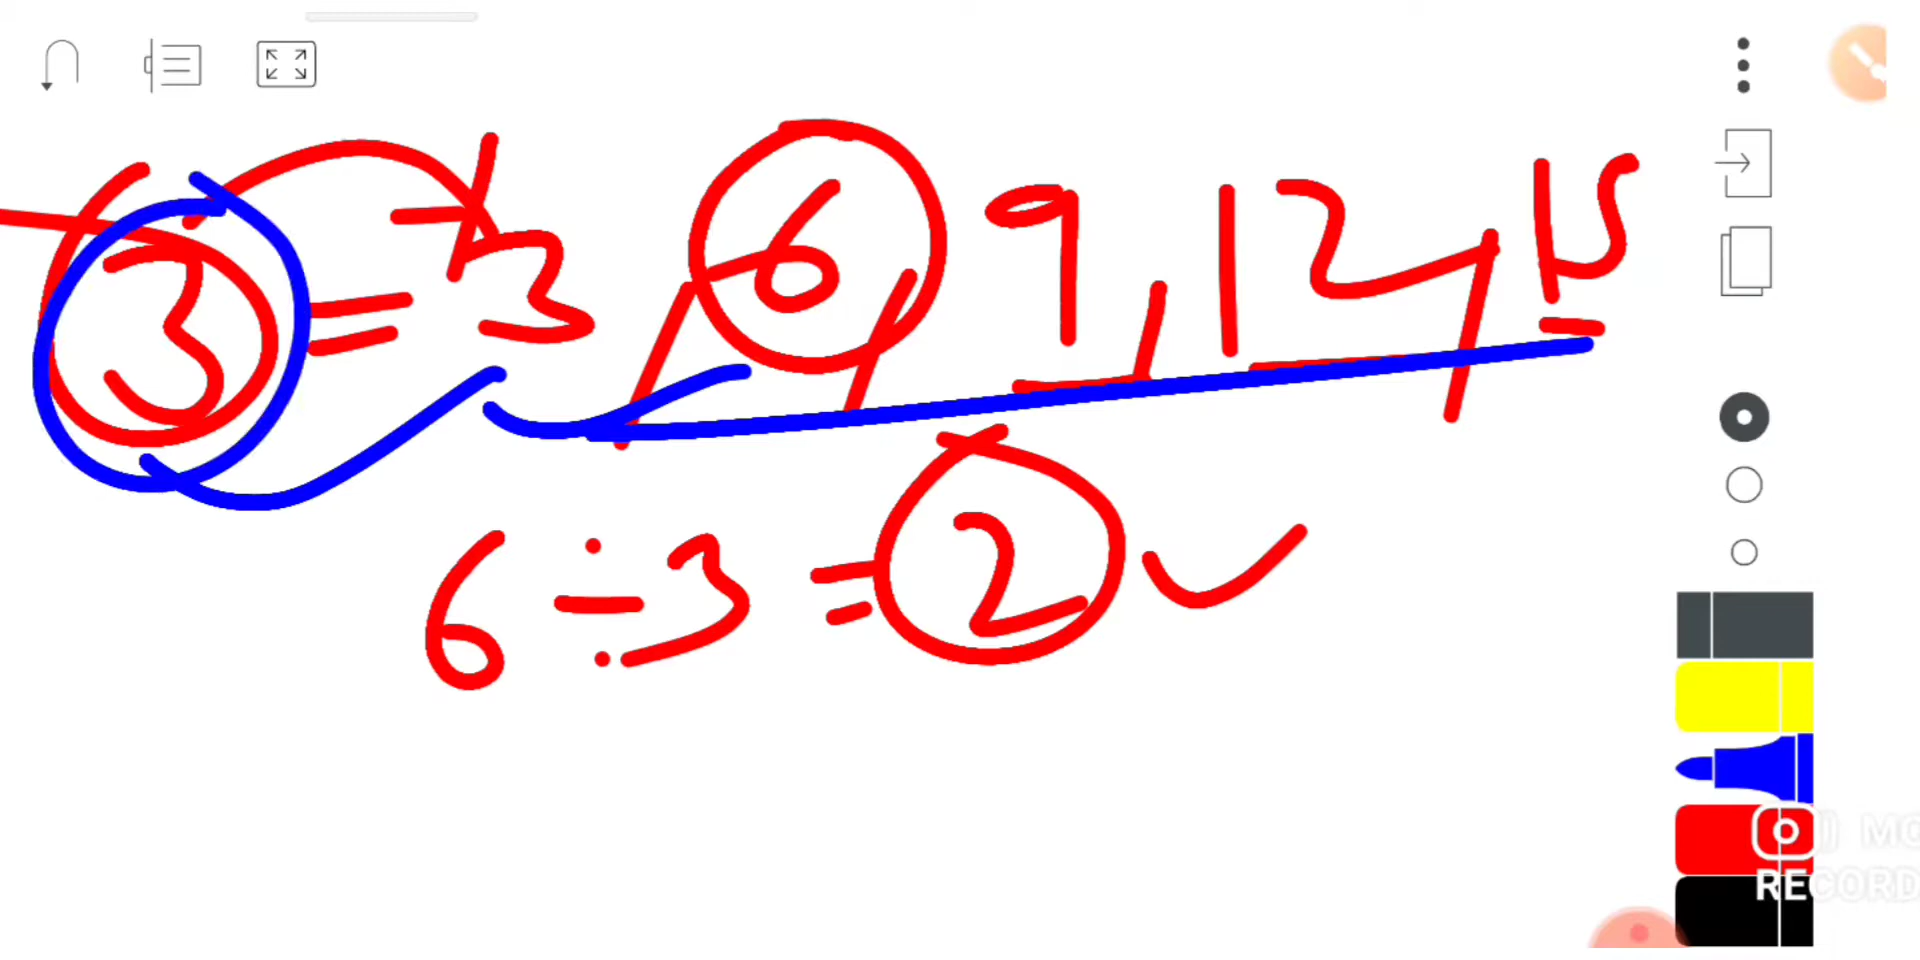 3 = 3, 6, 9, 12, 15
6 ÷ 3 = 2
RECORD